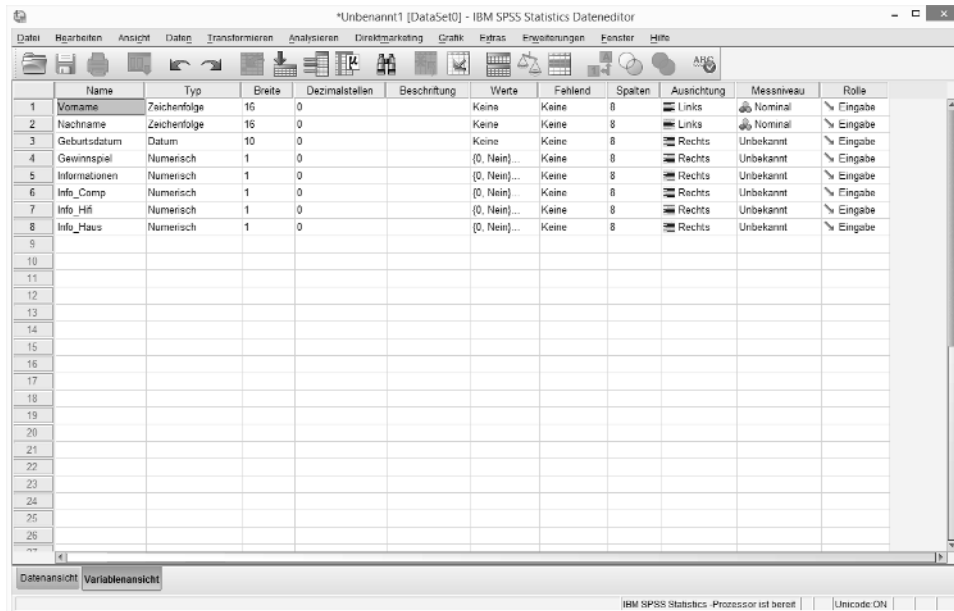 *Unbenannt1 [DataSet0] - IBM SPSS Statistics Dateneditor
Datei Bearbeiten Ansicht Daten Transformieren Analysieren Direktmarketing Grafik Extras Erweiterungen Fenster Hilfe
Name Typ Breite Dezimalstellen Beschriftung Werte Fehlend Spalten Ausrichtung Messniveau Rolle
1 Vorname Zeichenfolge 16 0 Keine Keine 8 Links Nominal Eingabe
2 Nachname Zeichenfolge 16 0 Keine Keine 8 Links Nominal Eingabe
3 Geburtsdatum Datum 10 0 Keine Keine 8 Rechts Unbekannt Eingabe
4 Gewinnspiel Numerisch 1 0 {0, Nein}... Keine 8 Rechts Unbekannt Eingabe
5 Informationen Numerisch 1 0 {0, Nein}... Keine 8 Rechts Unbekannt Eingabe
6 Info_Comp Numerisch 1 0 {0, Nein}... Keine 8 Rechts Unbekannt Eingabe
7 Info_Hifi Numerisch 1 0 {0, Nein}... Keine 8 Rechts Unbekannt Eingabe
8 Info_Haus Numerisch 1 0 {0, Nein}... Keine 8 Rechts Unbekannt Eingabe
9
10
11
12
13
14
15
16
17
18
19
20
21
22
23
24
25
26
Datenansicht Variablenansicht
IBM SPSS Statistics -Prozessor ist bereit Unicode:ON